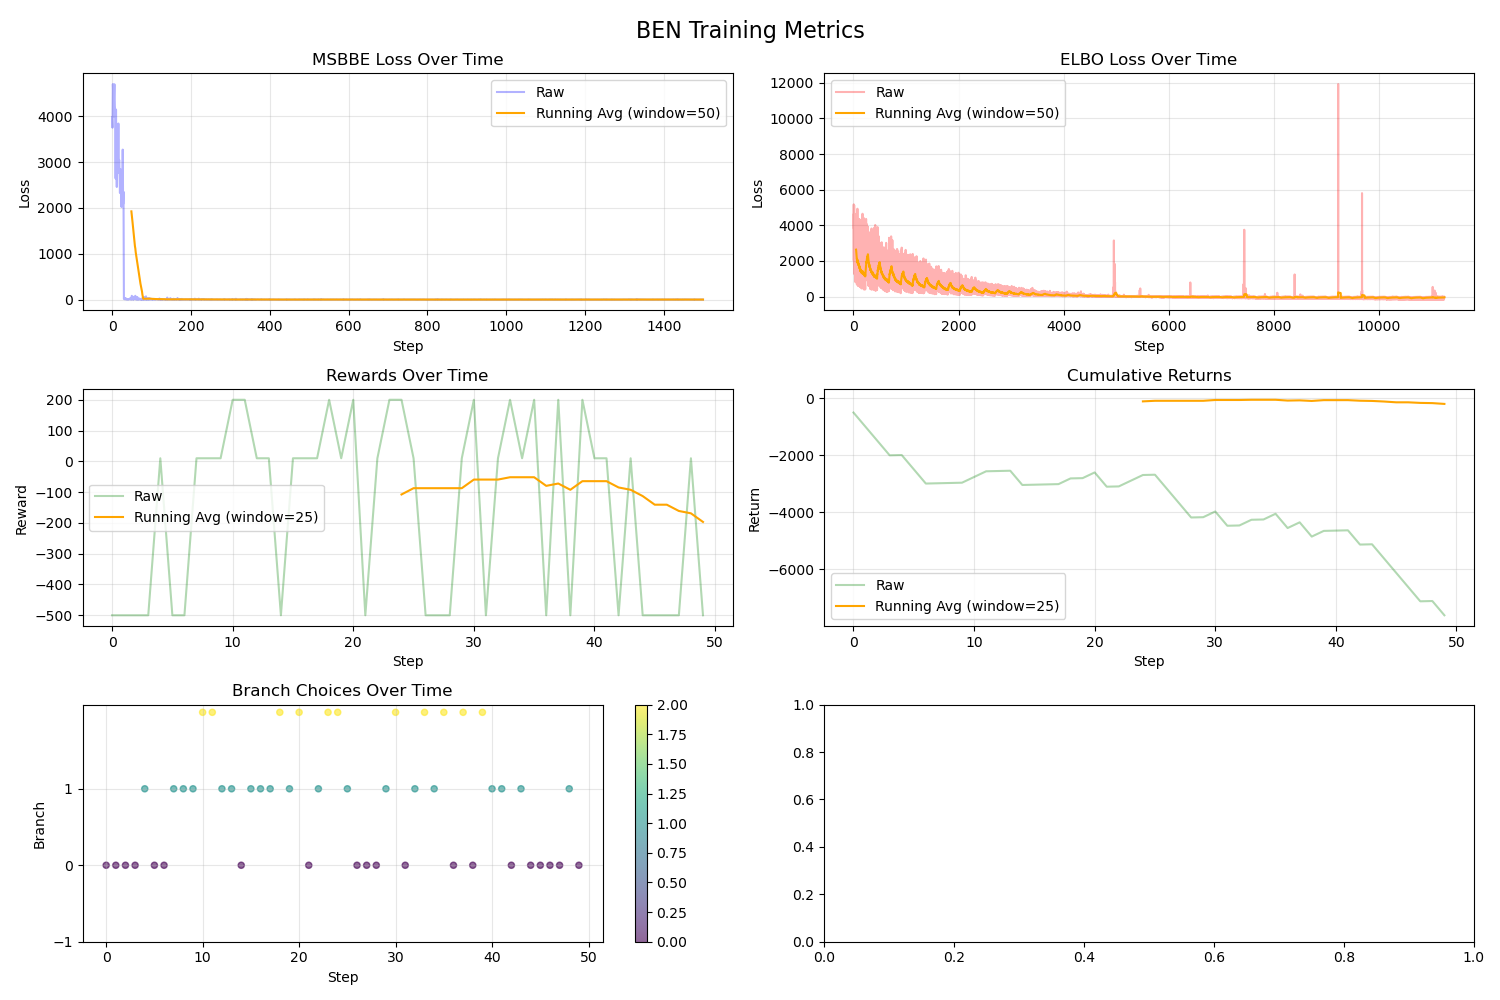 BEN Training Metrics
MSBBE Loss Over Time
Loss
4000
3000
2000
1000
0
Raw
Running Avg (window=50)
0 200 400 600 800 1000 1200 1400
Step
ELBO Loss Over Time
Loss
12000
10000
8000
6000
4000
2000
0
Raw
Running Avg (window=50)
0 2000 4000 6000 8000 10000
Step
Rewards Over Time
Reward
200
100
0
−100
−200
−300
−400
−500
Raw
Running Avg (window=25)
0 10 20 30 40 50
Step
Cumulative Returns
Return
0
−2000
−4000
−6000
Raw
Running Avg (window=25)
0 10 20 30 40 50
Step
Branch Choices Over Time
Branch
1
0
−1
0 10 20 30 40 50
Step
2.00
1.75
1.50
1.25
1.00
0.75
0.50
0.25
0.00
1.0
0.8
0.6
0.4
0.2
0.0
0.0 0.2 0.4 0.6 0.8 1.0